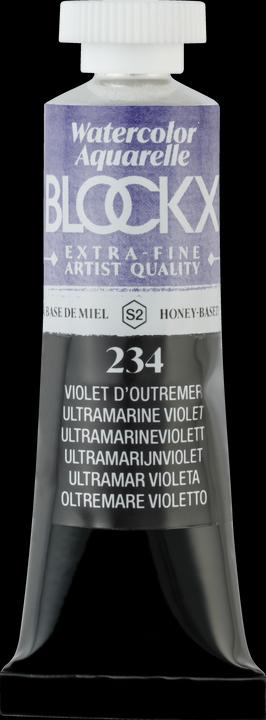 Watercolor
Aquarelle
BLOCKX
EXTRA-FINE
ARTIST QUALITY
BASE DE MIEL S2 HONEY-BASE
234
VIOLET D'OUTREMER
ULTRAMARINE VIOLET
ULTRAMARINEVIOLETT
ULTRAMARIJNVIOLET
ULTRAMAR VIOLETA
OLTREMARE VIOLETTO